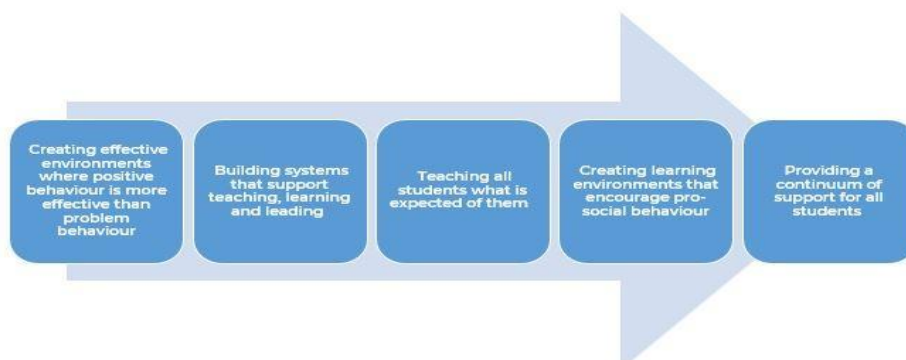 Creating effective
environments
where positive
behaviour is more
effective than
problem
behaviour
Building systems
that support
teaching, learning
and leading
Teaching all
students what is
expected of them
Creating learning
environments that
encourage pro-
social behaviour
Providing a
continuum of
support for all
students